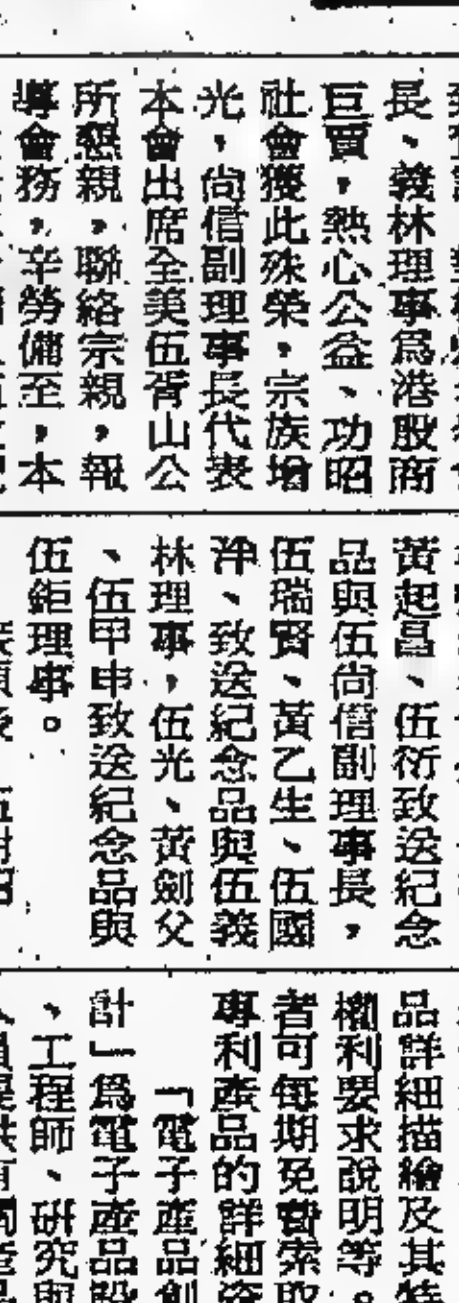 長、義林理事爲港殷商
巨賈，熱心公益、功昭
社會獲此殊榮，宗族增
光，尙信副理事長代表
本會出席全美伍胥山公
所懇親，聯絡宗親，報
導會務，辛勞備至，本
黃起昌、伍衍致送紀念
品與伍尙信副理事長，
伍瑞賢、黃乙生、伍國
浄、致送紀念品與伍義
林理事，伍光、黃劍父
、伍甲申致送紀念品與
伍鉅理事。
品詳細描繪及其特
權利要求說明等。
者可每期免費索取
專利產品的詳細資
「電子產品創
計」爲電子產品設
、工程師、研究與